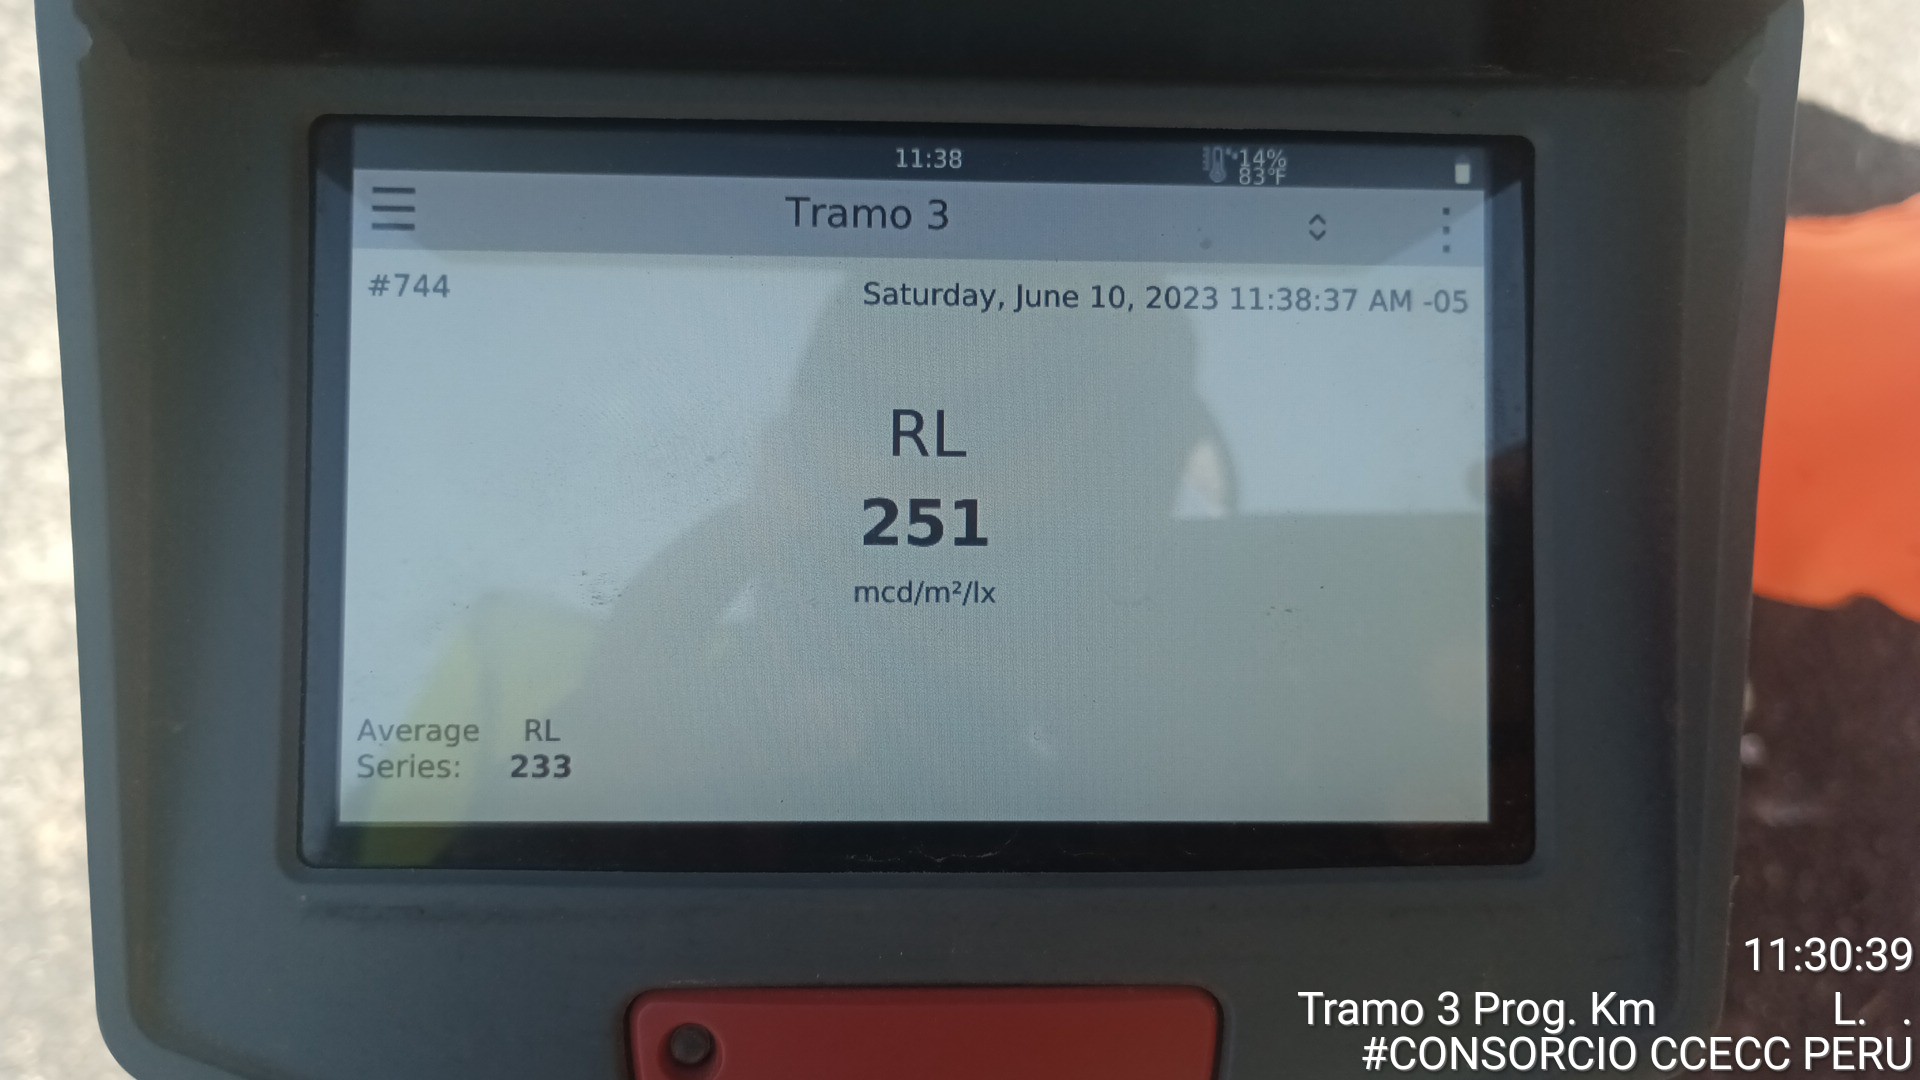 11:38
14%
83°F
Tramo 3
#744
Saturday, June 10, 2023 11:38:37 AM -05
RL
251
mcd/m²/lx
Average RL
Series: 233
11:30:39
Tramo 3 Prog. Km L. .
#CONSORCIO CCECC PERU